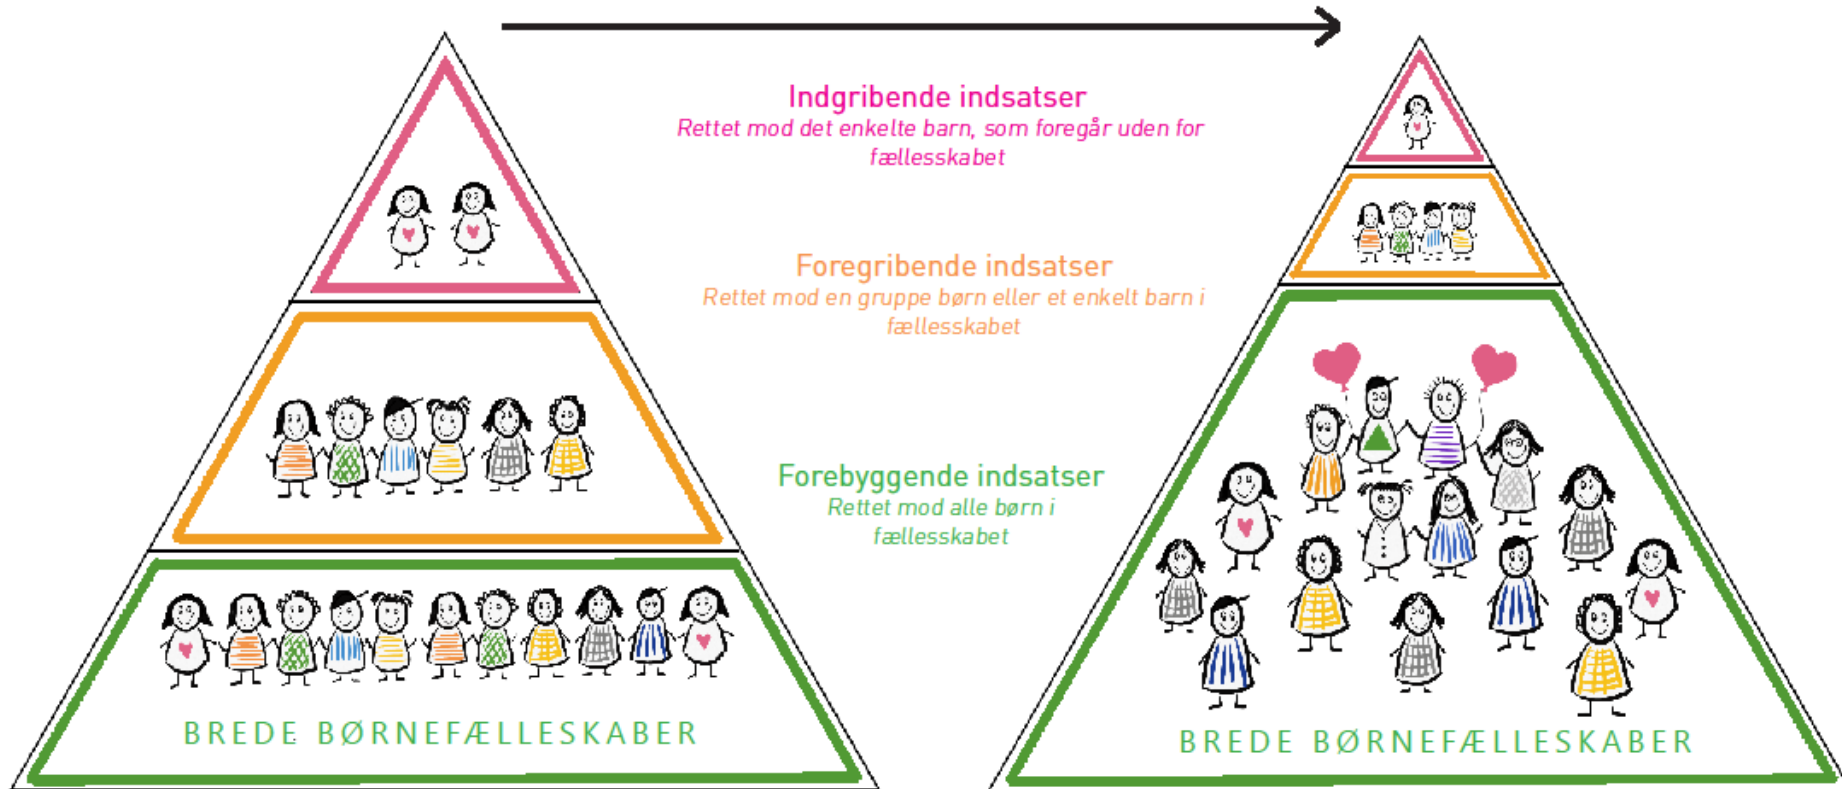 Indgribende indsatser
Rettet mod det enkelte barn, som foregår uden for
fællesskabet
Foregribende indsatser
Rettet mod en gruppe børn eller et enkelt barn i
fællesskabet
Forebyggende indsatser
Rettet mod alle børn i
fællesskabet
BREDE BØRNEFÆLLESKABER
BREDE BØRNEFÆLLESKABER